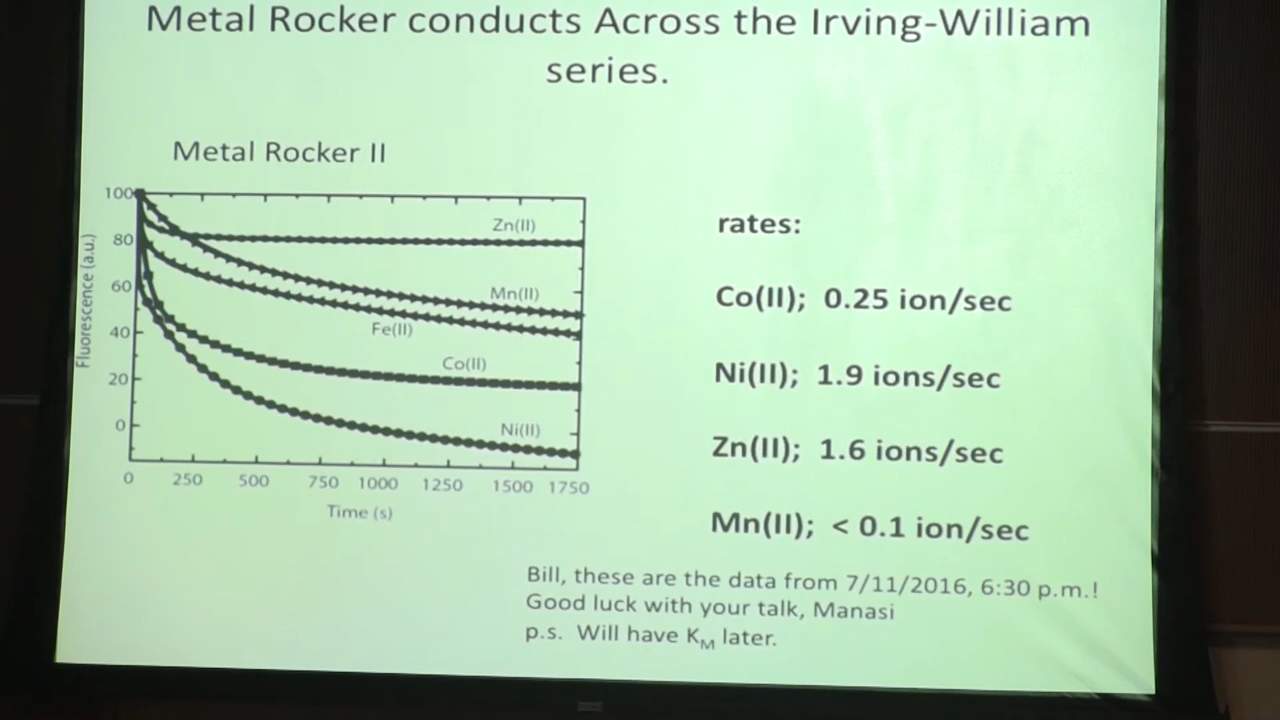 Metal Rocker conducts Across the Irving-William
series.
Metal Rocker II
100
80
60
40
20
0
Fluorescence (a.u.)
Zn(II)
Mn(II)
Fe(II)
Co(II)
Ni(II)
0 250 500 750 1000 1250 1500 1750
Time (s)
rates:
Co(II); 0.25 ion/sec
Ni(II); 1.9 ions/sec
Zn(II); 1.6 ions/sec
Mn(II); < 0.1 ion/sec
Bill, these are the data from 7/11/2016, 6:30 p.m.!
Good luck with your talk, Manasi
p.s. Will have KM later.